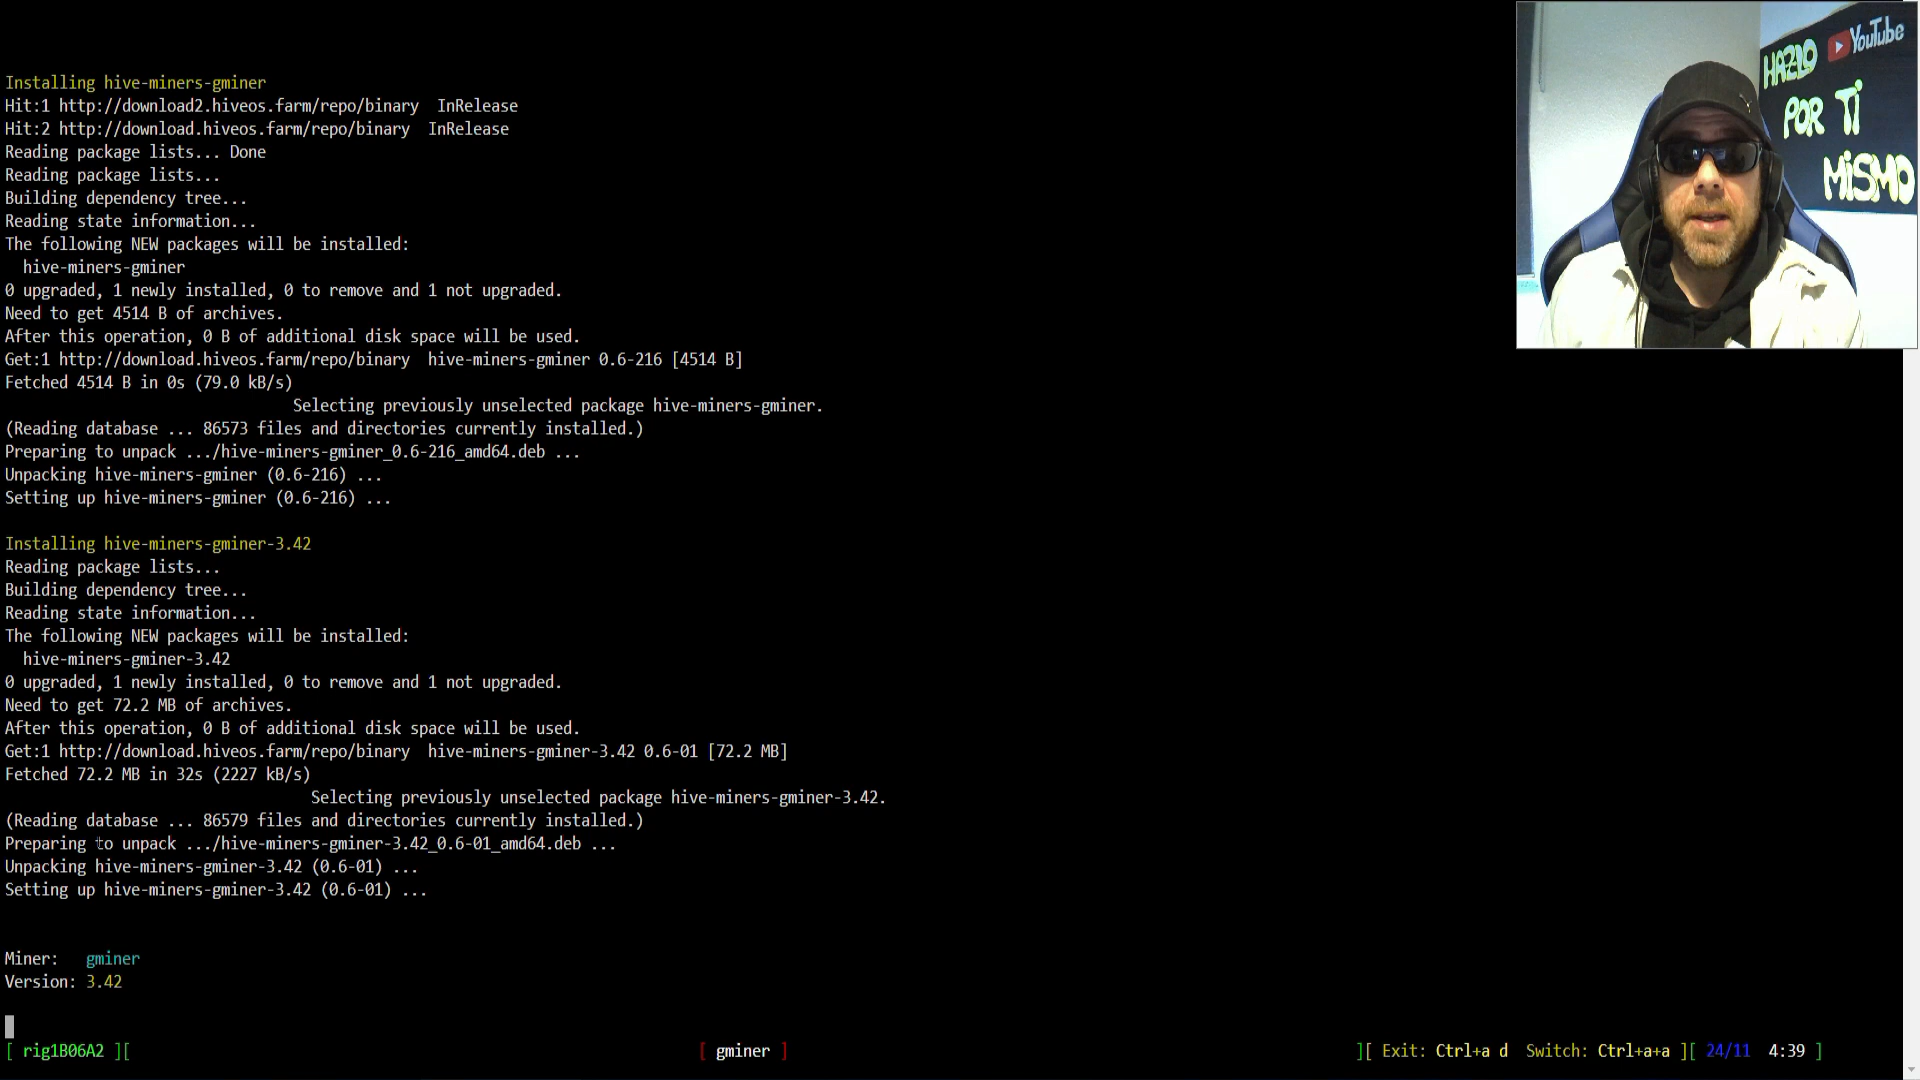 Installing hive-miners-gminer
Hit:1 http://download2.hiveos.farm/repo/binary  InRelease
Hit:2 http://download.hiveos.farm/repo/binary  InRelease
Reading package lists... Done
Reading package lists...
Building dependency tree...
Reading state information...
The following NEW packages will be installed:
hive-miners-gminer
0 upgraded, 1 newly installed, 0 to remove and 1 not upgraded.
Need to get 4514 B of archives.
After this operation, 0 B of additional disk space will be used.
Get:1 http://download.hiveos.farm/repo/binary  hive-miners-gminer 0.6-216 [4514 B]
Fetched 4514 B in 0s (79.0 kB/s)
Selecting previously unselected package hive-miners-gminer.
(Reading database ... 86573 files and directories currently installed.)
Preparing to unpack .../hive-miners-gminer_0.6-216_amd64.deb ...
Unpacking hive-miners-gminer (0.6-216) ...
Setting up hive-miners-gminer (0.6-216) ...
Installing hive-miners-gminer-3.42
Reading package lists...
Building dependency tree...
Reading state information...
The following NEW packages will be installed:
hive-miners-gminer-3.42
0 upgraded, 1 newly installed, 0 to remove and 1 not upgraded.
Need to get 72.2 MB of archives.
After this operation, 0 B of additional disk space will be used.
Get:1 http://download.hiveos.farm/repo/binary  hive-miners-gminer-3.42 0.6-01 [72.2 MB]
Fetched 72.2 MB in 32s (2227 kB/s)
Selecting previously unselected package hive-miners-gminer-3.42.
(Reading database ... 86579 files and directories currently installed.)
Preparing to unpack .../hive-miners-gminer-3.42_0.6-01_amd64.deb ...
Unpacking hive-miners-gminer-3.42 (0.6-01) ...
Setting up hive-miners-gminer-3.42 (0.6-01) ...
Miner:   gminer
Version: 3.42
[ rig1B06A2 ][ [ gminer ] ][ Exit: Ctrl+a d  Switch: Ctrl+a+a ][ 24/11  4:39 ]
YouTube
HAZLO
POR TI
MiSMO